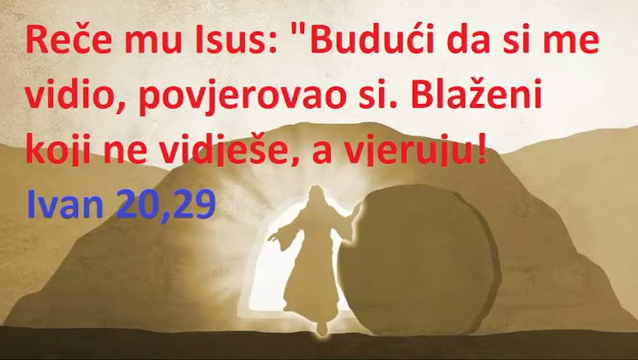 Reče mu Isus: "Budući da si me
vidio, povjerovao si. Blaženi
koji ne vidješe, a vjeruju!
Ivan 20,29